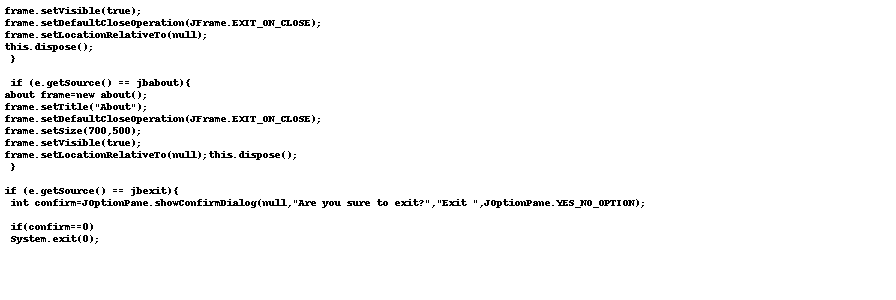 frame.setVisible(true);
frame.setDefaultCloseOperation(JFrame.EXIT_ON_CLOSE);
frame.setLocationRelativeTo(null);
this.dispose();
}
if (e.getSource() == jbabout){
about frame=new about();
frame.setTitle("About");
frame.setDefaultCloseOperation(JFrame.EXIT_ON_CLOSE);
frame.setSize(700,500);
frame.setVisible(true);
frame.setLocationRelativeTo(null);this.dispose();
}
if (e.getSource() == jbexit){
int confirm=JOptionPane.showConfirmDialog(null,"Are you sure to exit?","Exit ",JOptionPane.YES_NO_OPTION);
if(confirm==0)
System.exit(0);